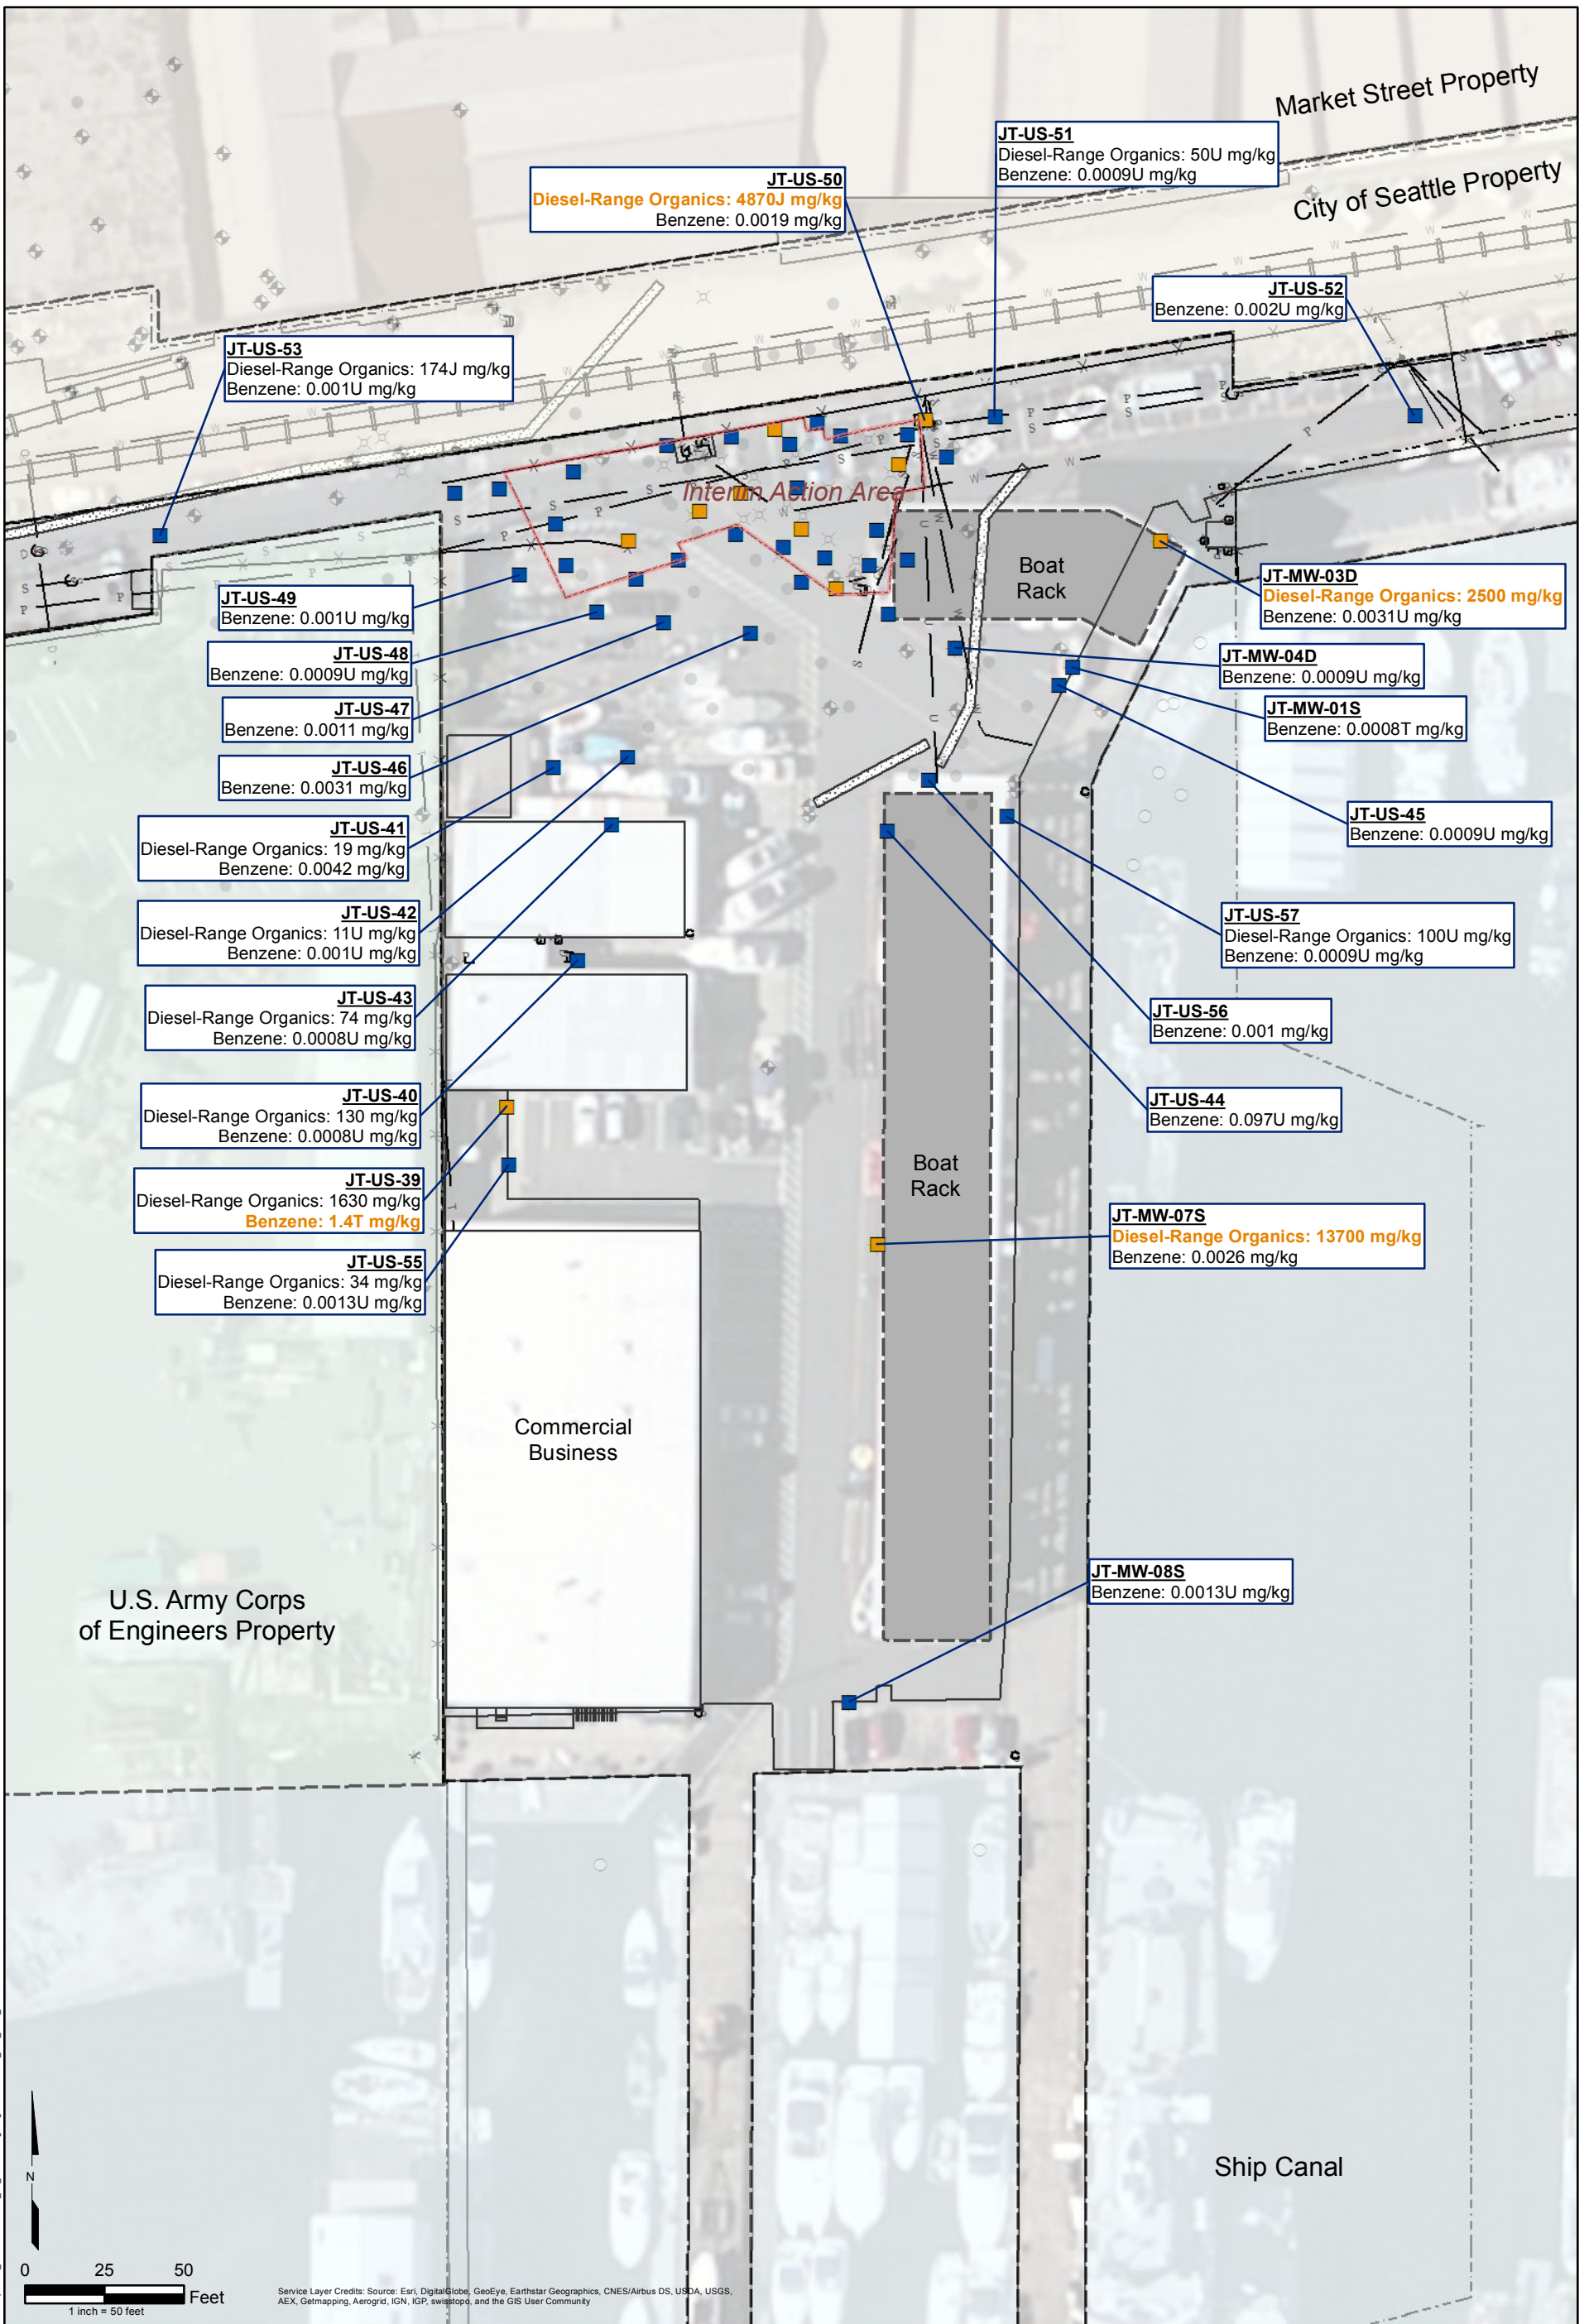 Market Street Property
City of Seattle Property
JT-US-51
Diesel-Range Organics: 50U mg/kg
Benzene: 0.0009U mg/kg
JT-US-50
Diesel-Range Organics: 4870J mg/kg
Benzene: 0.0019 mg/kg
JT-US-52
Benzene: 0.002U mg/kg
JT-US-53
Diesel-Range Organics: 174J mg/kg
Benzene: 0.001U mg/kg
Interim Action Area
Boat
Rack
JT-MW-03D
Diesel-Range Organics: 2500 mg/kg
Benzene: 0.0031U mg/kg
JT-US-49
Benzene: 0.001U mg/kg
JT-US-48
Benzene: 0.0009U mg/kg
JT-MW-04D
Benzene: 0.0009U mg/kg
JT-US-47
Benzene: 0.0011 mg/kg
JT-MW-01S
Benzene: 0.0008T mg/kg
JT-US-46
Benzene: 0.0031 mg/kg
JT-US-41
Diesel-Range Organics: 19 mg/kg
Benzene: 0.0042 mg/kg
JT-US-45
Benzene: 0.0009U mg/kg
JT-US-42
Diesel-Range Organics: 11U mg/kg
Benzene: 0.001U mg/kg
JT-US-57
Diesel-Range Organics: 100U mg/kg
Benzene: 0.0009U mg/kg
JT-US-43
Diesel-Range Organics: 74 mg/kg
Benzene: 0.0008U mg/kg
JT-US-56
Benzene: 0.001 mg/kg
JT-US-40
Diesel-Range Organics: 130 mg/kg
Benzene: 0.0008U mg/kg
JT-US-44
Benzene: 0.097U mg/kg
JT-US-39
Diesel-Range Organics: 1630 mg/kg
Benzene: 1.4T mg/kg
Boat
Rack
JT-MW-07S
Diesel-Range Organics: 13700 mg/kg
Benzene: 0.0026 mg/kg
JT-US-55
Diesel-Range Organics: 34 mg/kg
Benzene: 0.0013U mg/kg
Commercial
Business
JT-MW-08S
Benzene: 0.0013U mg/kg
U.S. Army Corps
of Engineers Property
Ship Canal
N
0 25 50
Feet
1 inch = 50 feet
Service Layer Credits: Source: Esri, DigitalGlobe, GeoEye, Earthstar Geographics, CNES/Airbus DS, USDA, USGS,
AEX, Getmapping, Aerogrid, IGN, IGP, swisstopo, and the GIS User Community